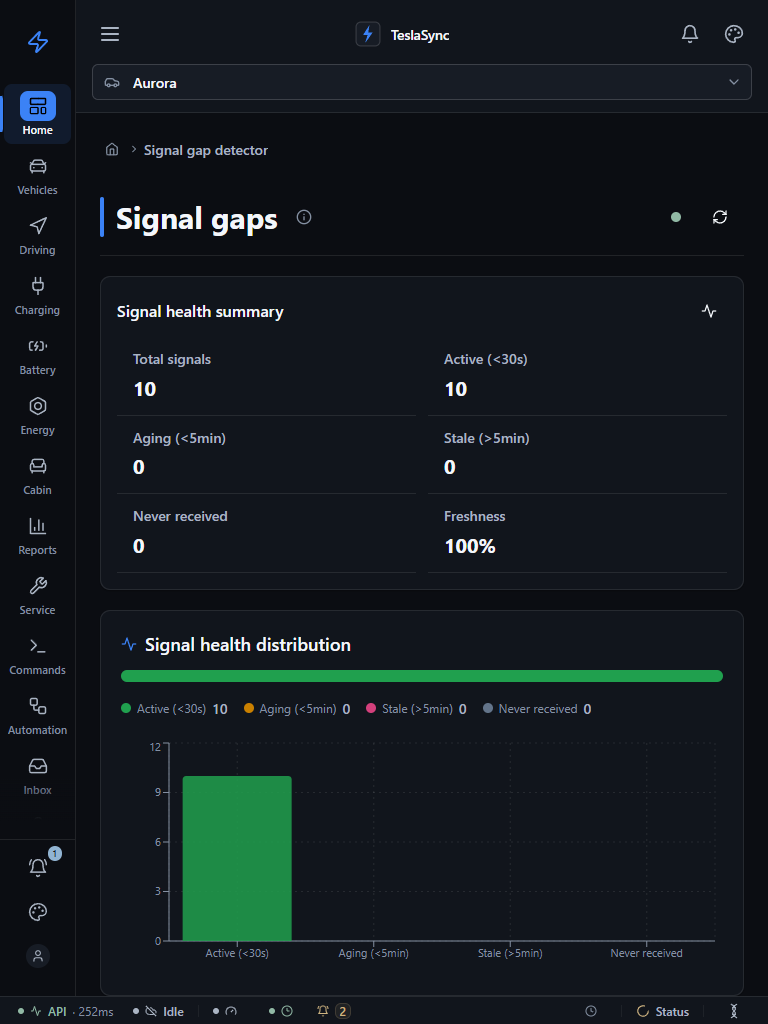 TeslaSync
Aurora
Home
Vehicles
Driving
Charging
Battery
Energy
Cabin
Reports
Service
Commands
Automation
Inbox
1
Signal gap detector
Signal gaps
Signal health summary
Total signals
10
Active (<30s)
10
Aging (<5min)
0
Stale (>5min)
0
Never received
0
Freshness
100%
Signal health distribution
Active (<30s) 10 Aging (<5min) 0 Stale (>5min) 0 Never received 0
12
9
6
3
0
Active (<30s) Aging (<5min) Stale (>5min) Never received
API · 252ms Idle 2 Status